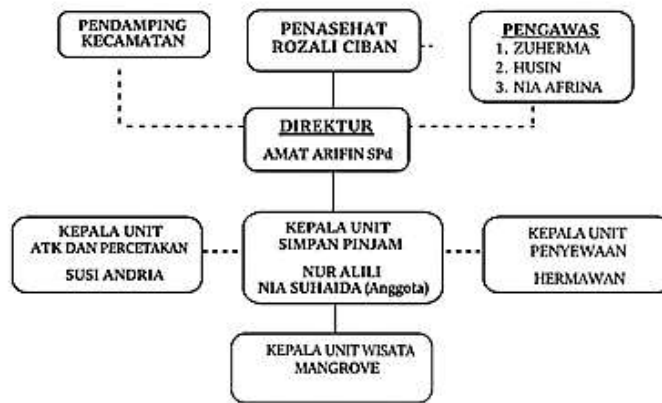 PENDAMPING
KECAMATAN
PENASEHAT
ROZALI CIBAN
PENGAWAS
1. ZUHERMA
2. HUSIN
3. NIA AFRINA
DIREKTUR
AMAT ARIFIN SPd
KEPALA UNIT
ATK DAN PERCETAKAN
SUSI ANDRIA
KEPALA UNIT
SIMPAN PINJAM
NUR ALILI
NIA SUHAIDA (Anggota)
KEPALA UNIT
PENYEWAAN
HERMAWAN
KEPALA UNIT WISATA
MANGROVE